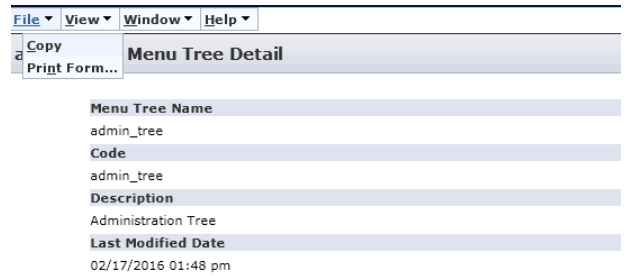 File ▼ View ▼ Window ▼ Help ▼
Copy
Print Form...
Menu Tree Detail
Menu Tree Name
admin_tree
Code
admin_tree
Description
Administration Tree
Last Modified Date
02/17/2016 01:48 pm